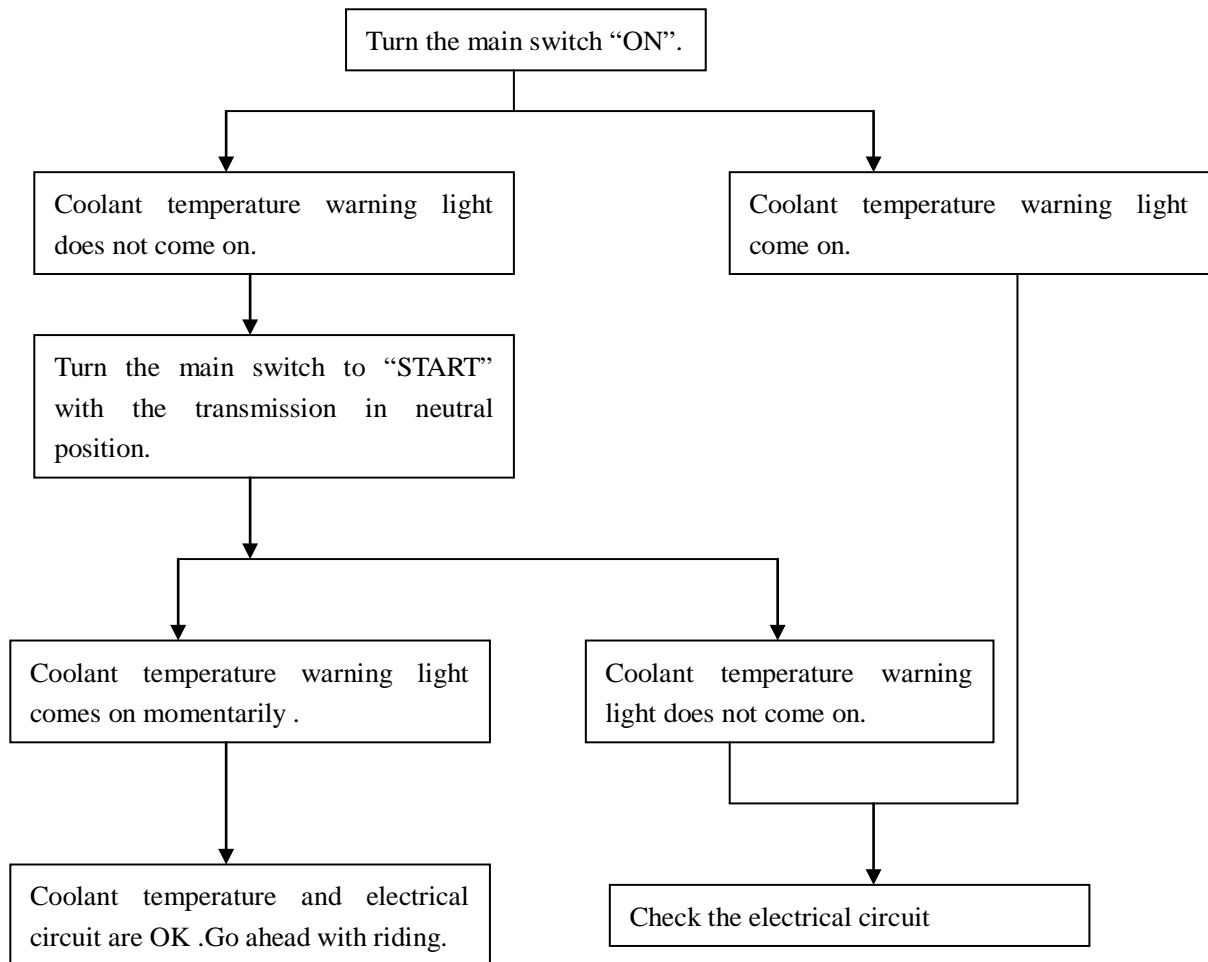 Turn the main switch “ON”.
Coolant temperature warning light
does not come on.
Coolant temperature warning light
come on.
Turn the main switch to “START”
with the transmission in neutral
position.
Coolant temperature warning light
comes on momentarily .
Coolant temperature warning
light does not come on.
Coolant temperature and electrical
circuit are OK .Go ahead with riding.
Check the electrical circuit